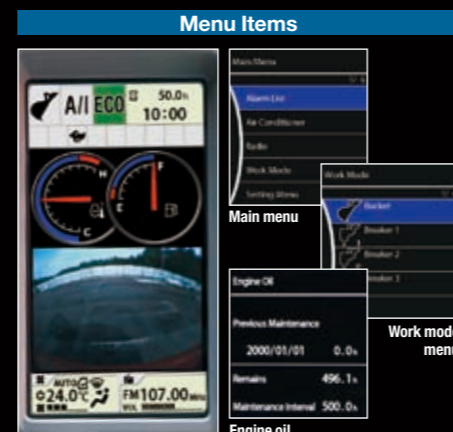 Menu Items
A/I ECO 50.0h
10:00
H
C
F
E
AUTO
24.0°C
FM107.00MHz
VOL
Main Menu
Alarm List
Air Conditioner
Radio
Work Mode
Setting Menu
Main menu
Work Mode
Bucket
Breaker 1
Breaker 2
Breaker 3
Work mode
menu
Engine Oil
Previous Maintenance
2000/01/01 0.0h
Remains 496.1h
Maintenance Interval 500.0h
Engine oil